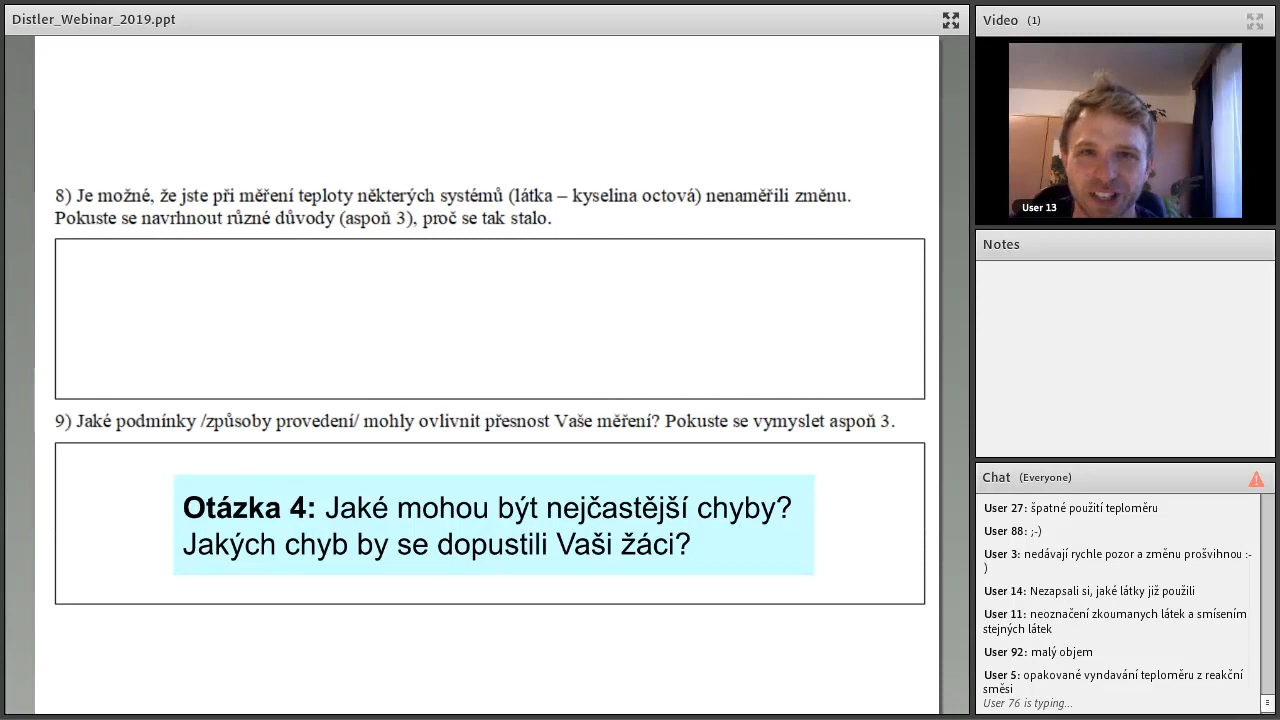 Distler_Webinar_2019.ppt
8) Je možné, že jste při měření teploty některých systémů (látka – kyselina octová) nenaměřili změnu.
Pokuste se navrhnout různé důvody (aspoň 3), proč se tak stalo.
9) Jaké podmínky /způsoby provedení/ mohly ovlivnit přesnost Vaše měření? Pokuste se vymyslet aspoň 3.
Otázka 4: Jaké mohou být nejčastější chyby?
Jakých chyb by se dopustili Vaši žáci?
Video (1)
User 13
Notes
Chat (Everyone)
User 27: špatné použití teploměru
User 88: ;-)
User 3: nedávají rychle pozor a změnu prošvihnou :-
)
User 14: Nezapsali si, jaké látky již použili
User 11: neoznačení zkoumaných látek a smísením
stejných látek
User 92: malý objem
User 5: opakované vyndavání teploměru z reakční
směsi
User 76 is typing...